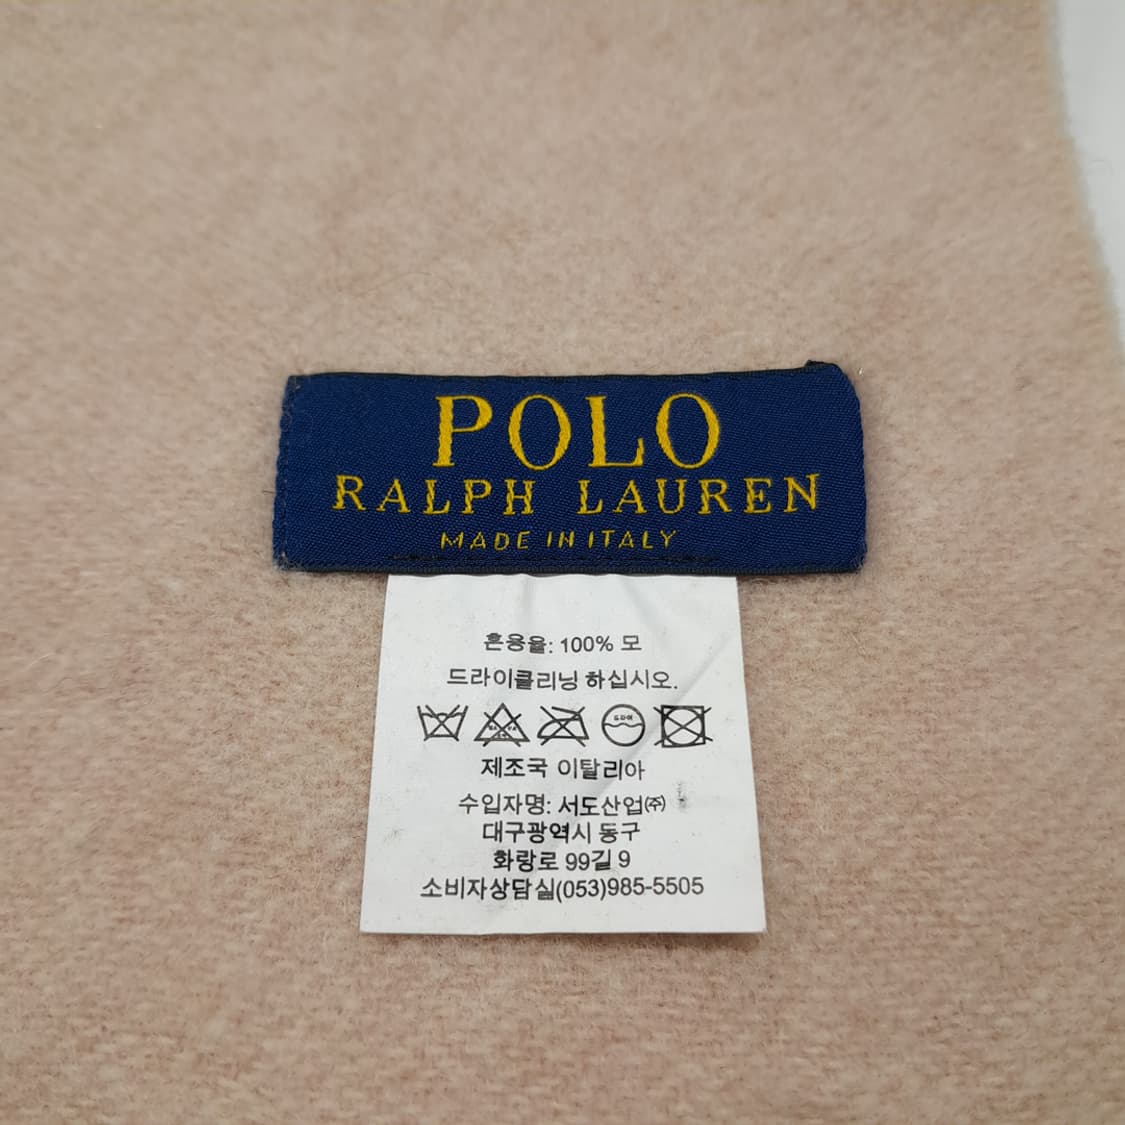 POLO
RALPH LAUREN
MADE IN ITALY
혼용율: 100% 모
드라이클리닝 하십시오.
드라이
제조국 이탈리아
수입자명: 서도산업㈜
대구광역시 동구
화랑로 99길 9
소비자상담실(053)985-5505